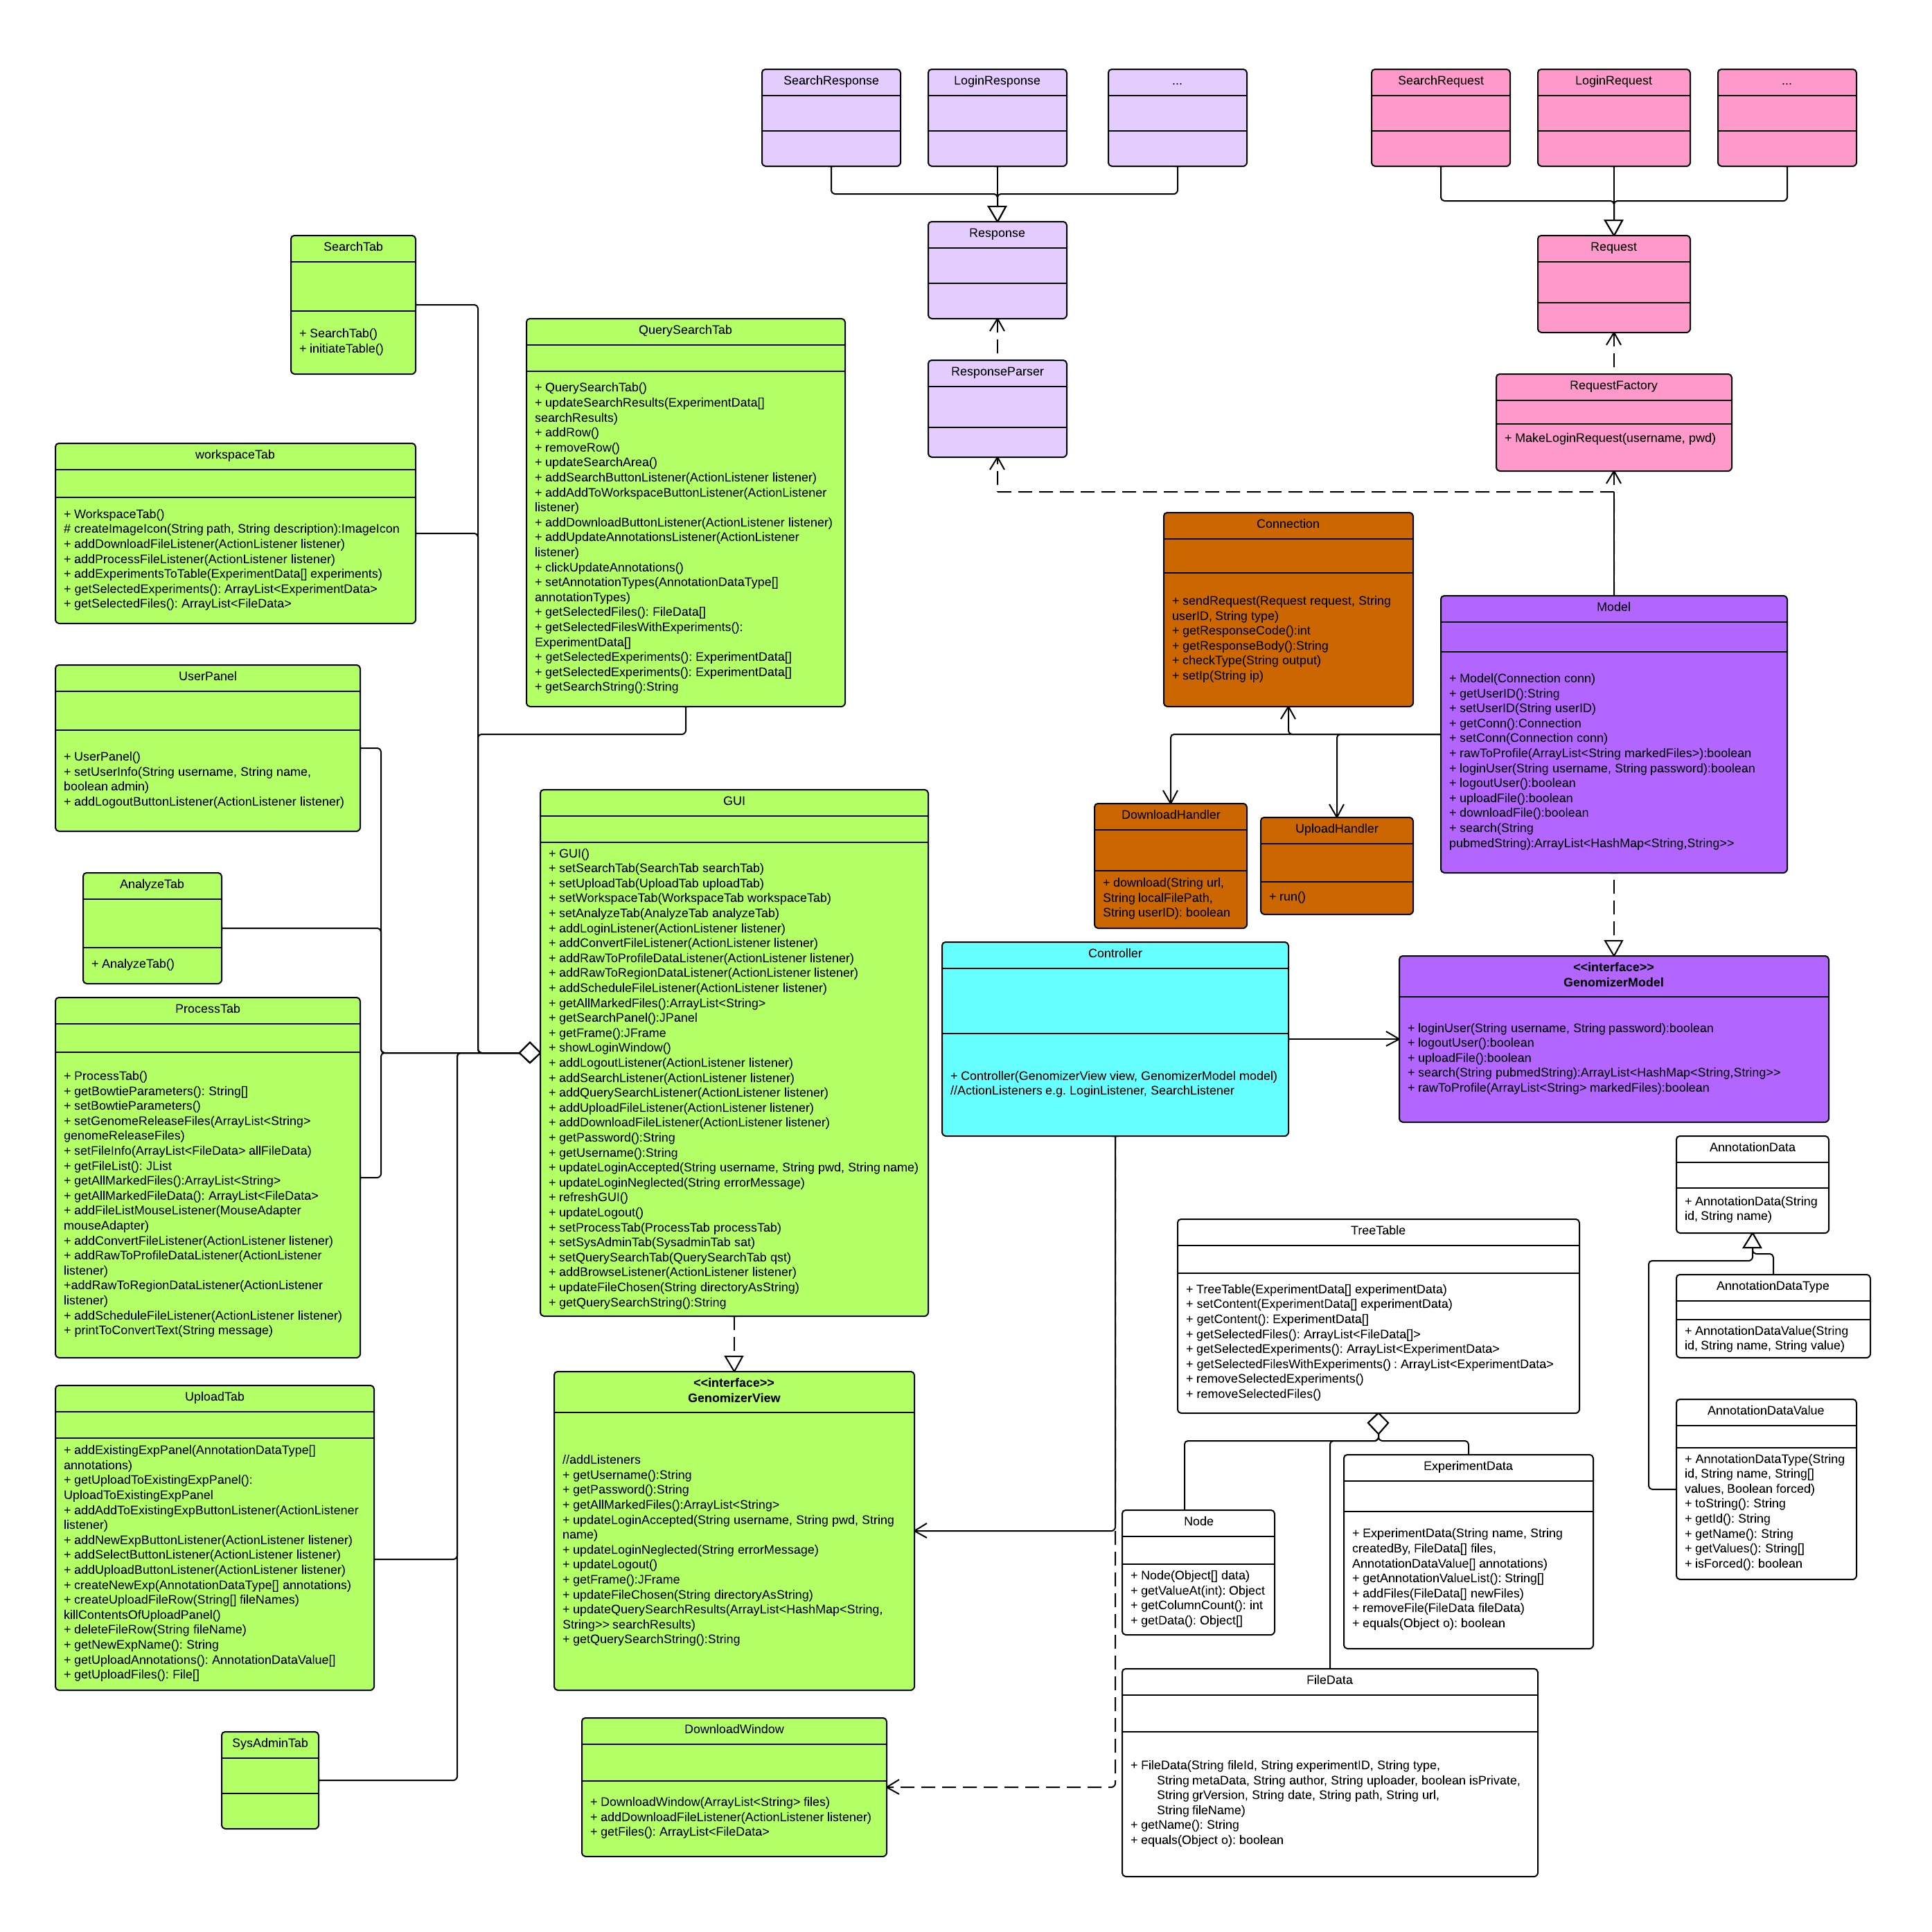 SearchResponse
LoginResponse
...
SearchRequest
LoginRequest
...
Response
Request
SearchTab
+ SearchTab()
+ initiateTable()
QuerySearchTab
+ QuerySearchTab()
+ updateSearchResults(ExperimentData[]
searchResults)
+ addRow()
+ removeRow()
+ updateSearchArea()
+ addSearchButtonListener(ActionListener listener)
+ addAddToWorkspaceButtonListener(ActionListener
listener)
+ addDownloadButtonListener(ActionListener listener)
+ addUpdateAnnotationsListener(ActionListener
listener)
+ clickUpdateAnnotations()
+ setAnnotationTypes(AnnotationDataType[]
annotationTypes)
+ getSelectedFiles(): FileData[]
+ getSelectedFilesWithExperiments():
ExperimentData[]
+ getSelectedExperiments(): ExperimentData[]
+ getSelectedExperiments(): ExperimentData[]
+ getSearchString():String
ResponseParser
RequestFactory
+ MakeLoginRequest(username, pwd)
workspaceTab
+ WorkspaceTab()
# createImageIcon(String path, String description):ImageIcon
+ addDownloadFileListener(ActionListener listener)
+ addProcessFileListener(ActionListener listener)
+ addExperimentsToTable(ExperimentData[] experiments)
+ getSelectedExperiments(): ArrayList<ExperimentData>
+ getSelectedFiles(): ArrayList<FileData>
Connection
+ sendRequest(Request request, String
userID, String type)
+ getResponseCode():int
+ getResponseBody():String
+ checkType(String output)
+ setIp(String ip)
Model
+ Model(Connection conn)
+ getUserID():String
+ setUserID(String userID)
+ getConn():Connection
+ setConn(Connection conn)
+ rawToProfile(ArrayList<String markedFiles>):boolean
+ loginUser(String username, String password):boolean
+ logoutUser():boolean
+ uploadFile():boolean
+ downloadFile():boolean
+ search(String
pubmedString):ArrayList<HashMap<String,String>>
UserPanel
+ UserPanel()
+ setUserInfo(String username, String name,
boolean admin)
+ addLogoutButtonListener(ActionListener listener)
GUI
+ GUI()
+ setSearchTab(SearchTab searchTab)
+ setUploadTab(UploadTab uploadTab)
+ setWorkspaceTab(WorkspaceTab workspaceTab)
+ setAnalyzeTab(AnalyzeTab analyzeTab)
+ addLoginListener(ActionListener listener)
+ addConvertFileListener(ActionListener listener)
+ addRawToProfileDataListener(ActionListener listener)
+ addRawToRegionDataListener(ActionListener listener)
+ addScheduleFileListener(ActionListener listener)
+ getAllMarkedFiles():ArrayList<String>
+ getSearchPanel():JPanel
+ getFrame():JFrame
+ showLoginWindow()
+ addLogoutListener(ActionListener listener)
+ addSearchListener(ActionListener listener)
+ addQuerySearchListener(ActionListener listener)
+ addUploadFileListener(ActionListener listener)
+ addDownloadFileListener(ActionListener listener)
+ getPassword():String
+ getUsername():String
+ updateLoginAccepted(String username, String pwd, String name)
+ updateLoginNeglected(String errorMessage)
+ refreshGUI()
+ updateLogout()
+ setProcessTab(ProcessTab processTab)
+ setSysAdminTab(SysadminTab sat)
+ setQuerySearchTab(QuerySearchTab qst)
+ addBrowseListener(ActionListener listener)
+ updateFileChosen(String directoryAsString)
+ getQuerySearchString():String
DownloadHandler
+ download(String url,
String localFilePath,
String userID): boolean
UploadHandler
+ run()
AnalyzeTab
+ AnalyzeTab()
Controller
+ Controller(GenomizerView view, GenomizerModel model)
//ActionListeners e.g. LoginListener, SearchListener
<<interface>>
GenomizerModel
+ loginUser(String username, String password):boolean
+ logoutUser():boolean
+ uploadFile():boolean
+ search(String pubmedString):ArrayList<HashMap<String,String>>
+ rawToProfile(ArrayList<String> markedFiles):boolean
ProcessTab
+ ProcessTab()
+ getBowtieParameters(): String[]
+ setBowtieParameters()
+ setGenomeReleaseFiles(ArrayList<String>
genomeReleaseFiles)
+ setFileInfo(ArrayList<FileData> allFileData)
+ getFileList(): JList
+ getAllMarkedFiles():ArrayList<String>
+ getAllMarkedFileData(): ArrayList<FileData>
+ addFileListMouseListener(MouseAdapter
mouseAdapter)
+ addConvertFileListener(ActionListener listener)
+ addRawToProfileDataListener(ActionListener
listener)
+addRawToRegionDataListener(ActionListener
listener)
+ addScheduleFileListener(ActionListener listener)
+ printToConvertText(String message)
AnnotationData
+ AnnotationData(String
id, String name)
TreeTable
+ TreeTable(ExperimentData[] experimentData)
+ setContent(ExperimentData[] experimentData)
+ getContent(): ExperimentData[]
+ getSelectedFiles(): ArrayList<FileData[]>
+ getSelectedExperiments(): ArrayList<ExperimentData>
+ getSelectedFilesWithExperiments() : ArrayList<ExperimentData>
+ removeSelectedExperiments()
+ removeSelectedFiles()
AnnotationDataType
+ AnnotationDataValue(String
id, String name, String value)
<<interface>>
GenomizerView
//addListeners
+ getUsername():String
+ getPassword():String
+ getAllMarkedFiles():ArrayList<String>
+ updateLoginAccepted(String username, String pwd, String
name)
+ updateLoginNeglected(String errorMessage)
+ updateLogout()
+ getFrame():JFrame
+ updateFileChosen(String directoryAsString)
+ updateQuerySearchResults(ArrayList<HashMap<String,
String>> searchResults)
+ getQuerySearchString():String
UploadTab
+ addExistingExpPanel(AnnotationDataType[]
annotations)
+ getUploadToExistingExpPanel():
UploadToExistingExpPanel
+ addAddToExistingExpButtonListener(ActionListener
listener)
+ addNewExpButtonListener(ActionListener listener)
+ addSelectButtonListener(ActionListener listener)
+ addUploadButtonListener(ActionListener listener)
+ createNewExp(AnnotationDataType[] annotations)
+ createUploadFileRow(String[] fileNames)
killContentsOfUploadPanel()
+ deleteFileRow(String fileName)
+ getNewExpName(): String
+ getUploadAnnotations(): AnnotationDataValue[]
+ getUploadFiles(): File[]
AnnotationDataValue
+ AnnotationDataType(String
id, String name, String[]
values, Boolean forced)
+ toString(): String
+ getId(): String
+ getName(): String
+ getValues(): String[]
+ isForced(): boolean
ExperimentData
+ ExperimentData(String name, String
createdBy, FileData[] files,
AnnotationDataValue[] annotations)
+ getAnnotationValueList(): String[]
+ addFiles(FileData[] newFiles)
+ removeFile(FileData fileData)
+ equals(Object o): boolean
Node
+ Node(Object[] data)
+ getValueAt(int): Object
+ getColumnCount(): int
+ getData(): Object[]
FileData
+ FileData(String fileId, String experimentID, String type,
String metaData, String author, String uploader, boolean isPrivate,
String grVersion, String date, String path, String url,
String fileName)
+ getName(): String
+ equals(Object o): boolean
DownloadWindow
+ DownloadWindow(ArrayList<String> files)
+ addDownloadFileListener(ActionListener listener)
+ getFiles(): ArrayList<FileData>
SysAdminTab